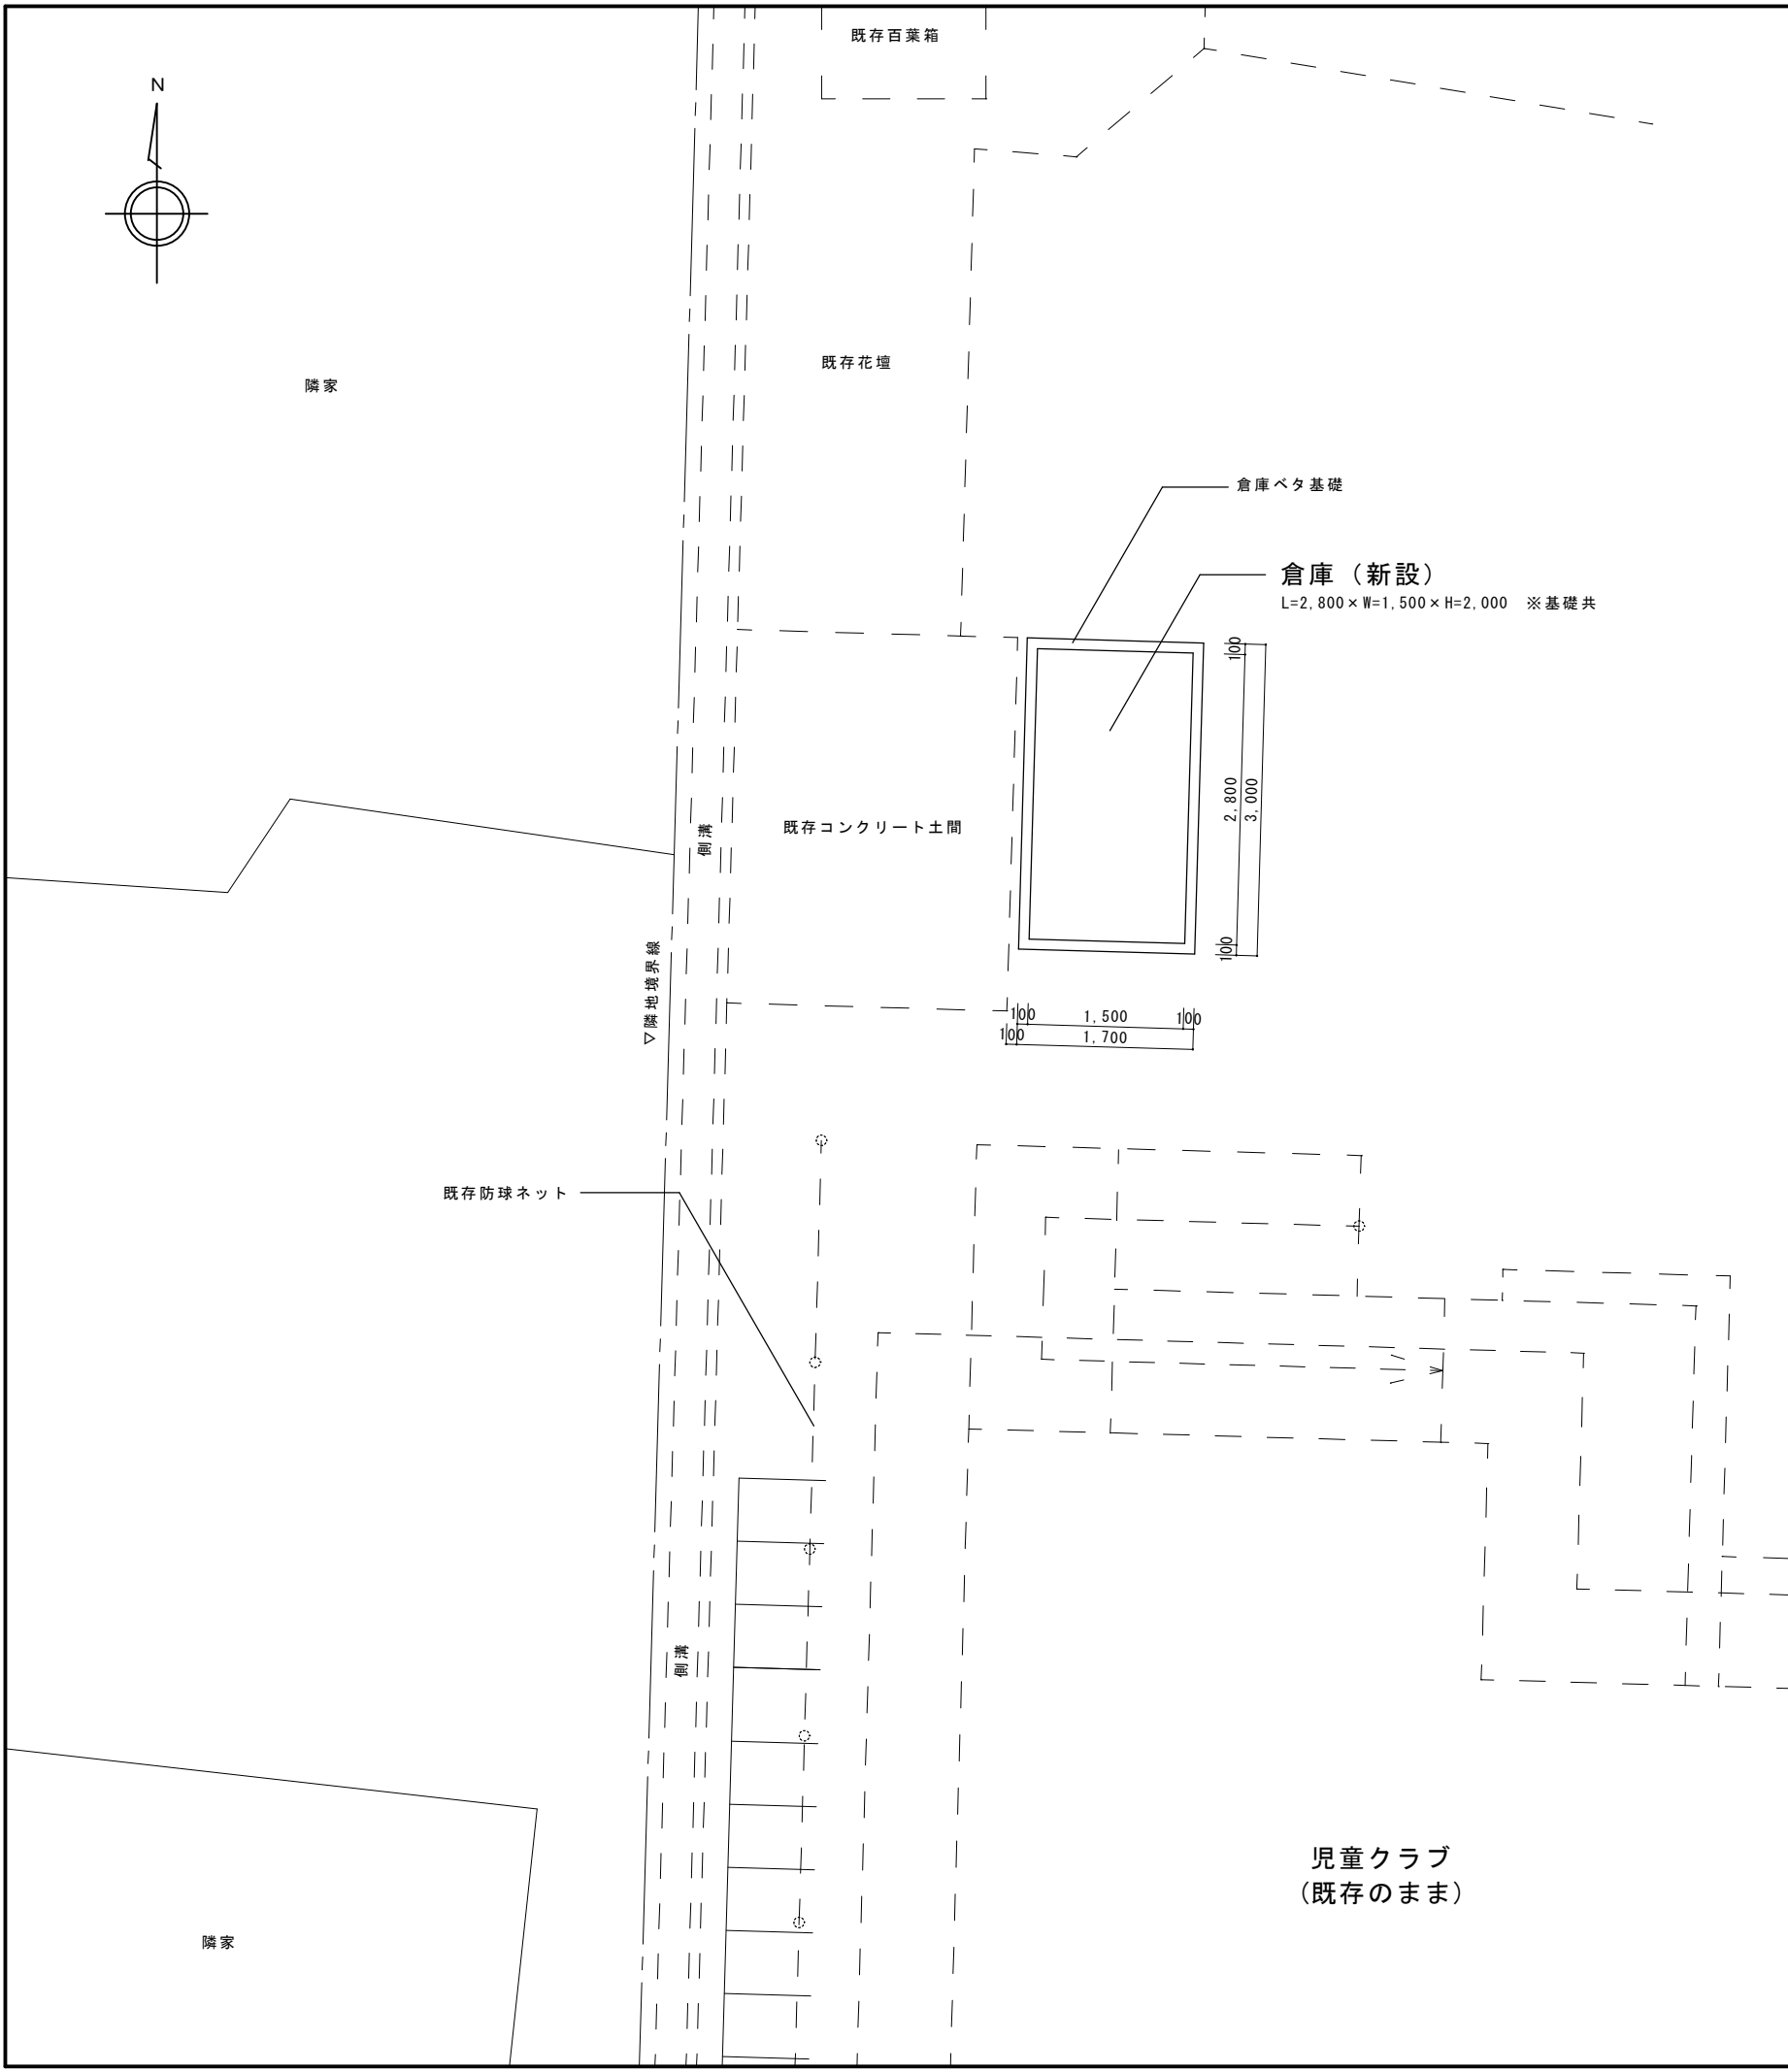 既存百葉箱
N
既存花壇
隣家
倉庫ベタ基礎
倉庫（新設）
L=2,800×W=1,500×H=2,000　※基礎共
100
2,800
3,000
100
既存コンクリート土間
側溝
▽隣地境界線
100
1,500
100
100
1,700
既存防球ネット
側溝
児童クラブ
（既存のまま）
隣家